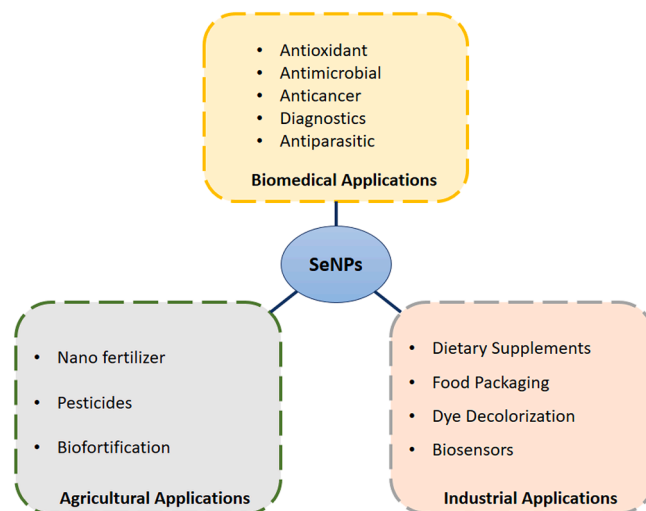 • Antioxidant
• Antimicrobial
• Anticancer
• Diagnostics
• Antiparasitic
Biomedical Applications
SeNPs
• Nano fertilizer
• Pesticides
• Biofortification
Agricultural Applications
• Dietary Supplements
• Food Packaging
• Dye Decolorization
• Biosensors
Industrial Applications